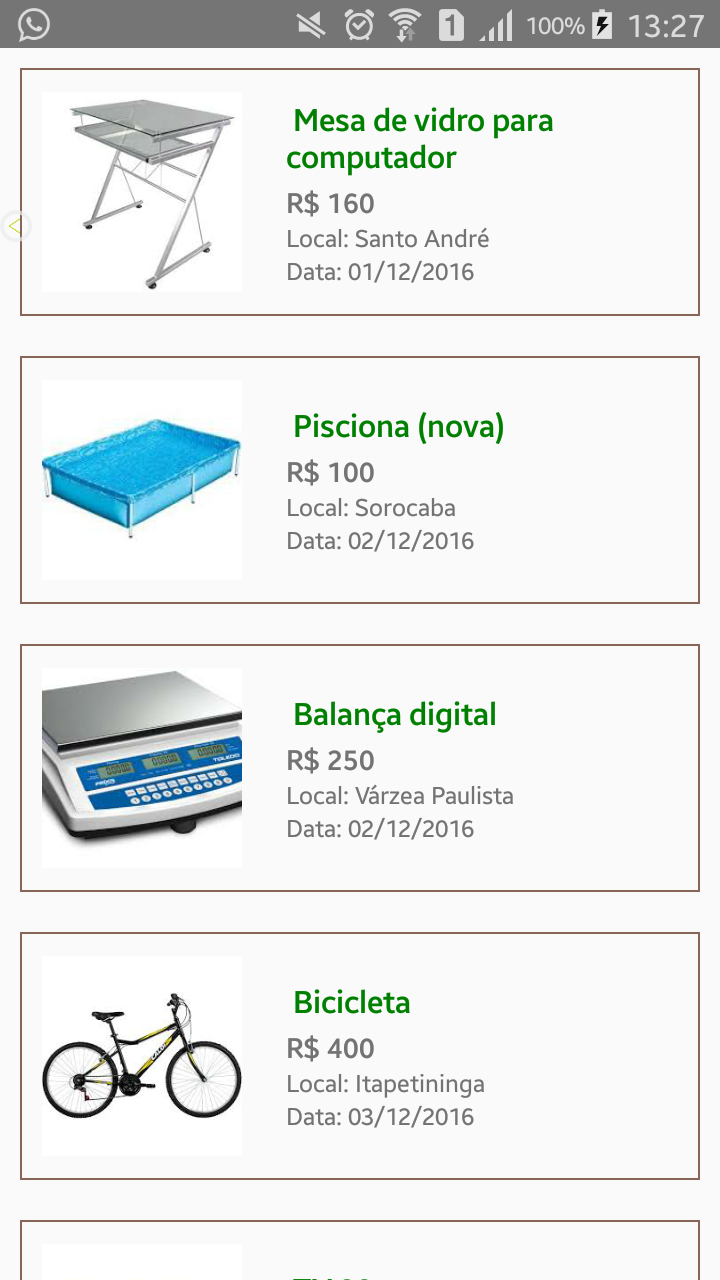 100% 13:27
Mesa de vidro para
computador
R$ 160
Local: Santo André
Data: 01/12/2016
Pisciona (nova)
R$ 100
Local: Sorocaba
Data: 02/12/2016
TOLEDO
Balança digital
R$ 250
Local: Várzea Paulista
Data: 02/12/2016
Bicicleta
R$ 400
Local: Itapetininga
Data: 03/12/2016